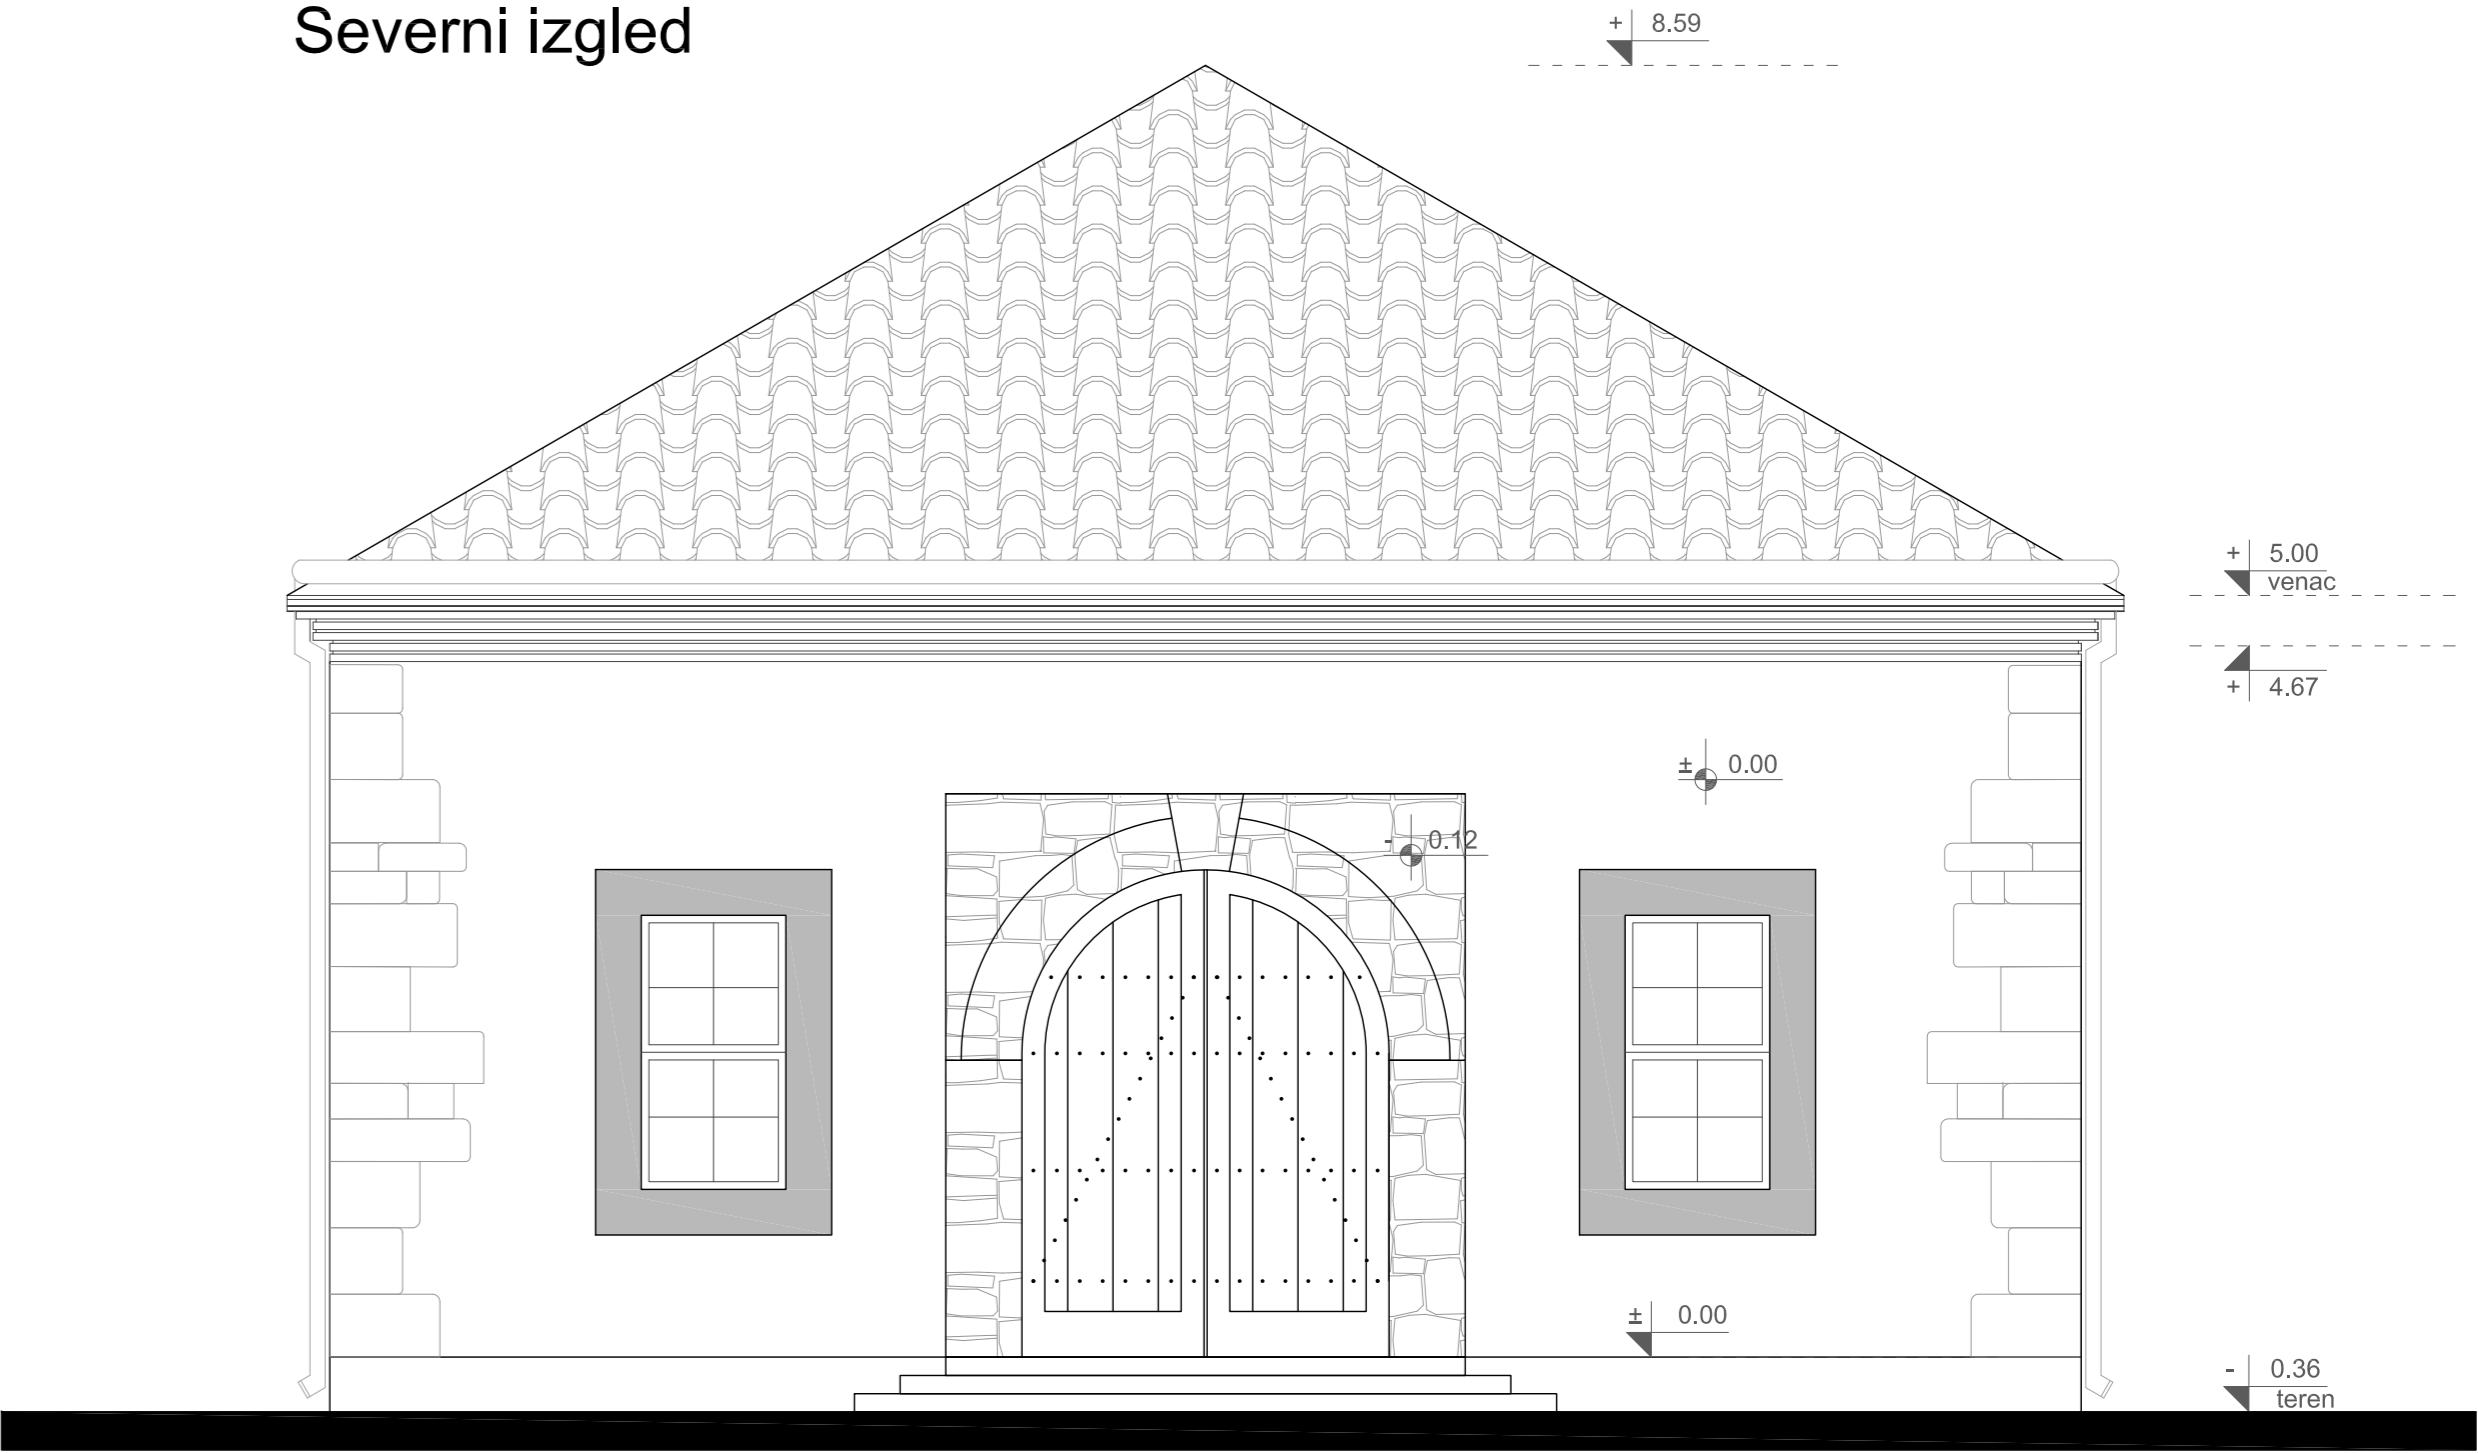 Severni izgled
+ 8.59
+ 5.00
venac
+ 4.67
± 0.00
- 0.12
± 0.00
- 0.36
teren